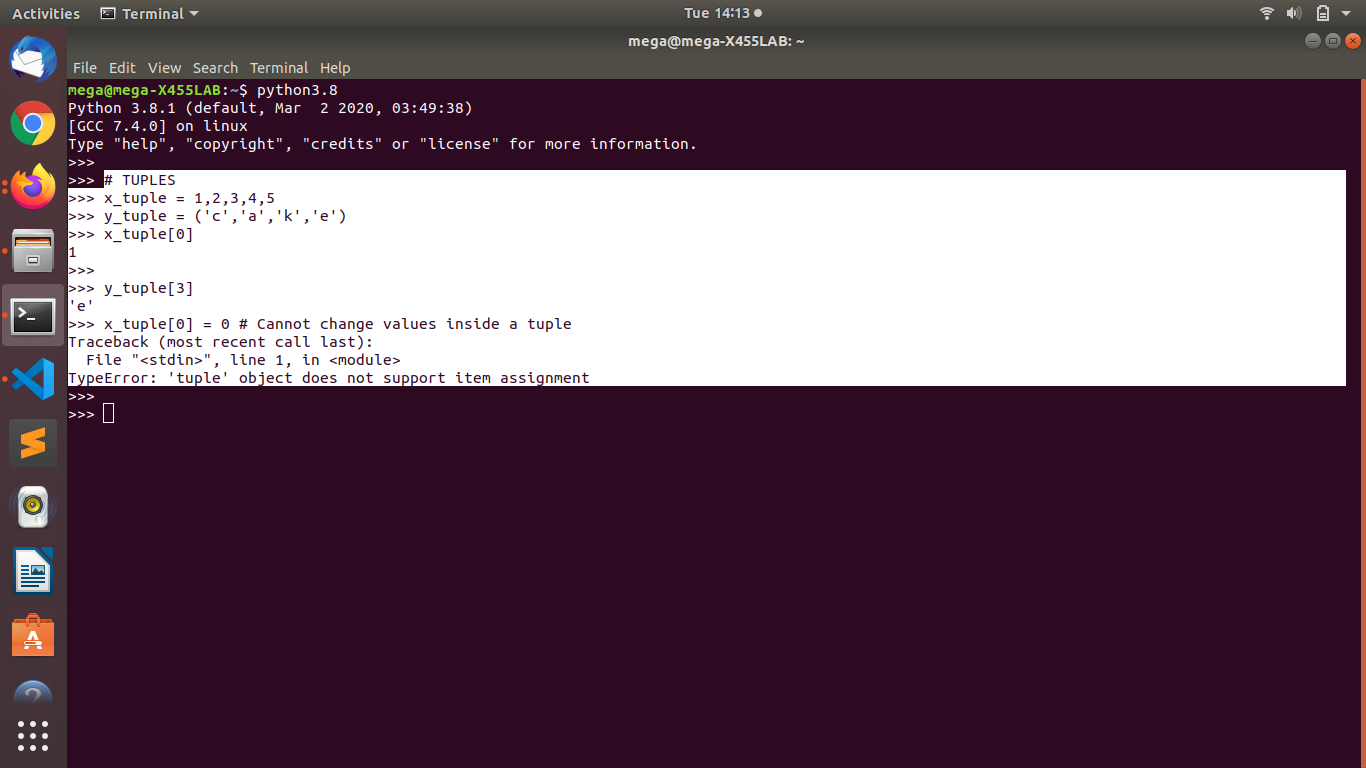 Activities Terminal Tue 14:13
mega@mega-X455LAB: ~
File Edit View Search Terminal Help
mega@mega-X455LAB:~$ python3.8
Python 3.8.1 (default, Mar  2 2020, 03:49:38)
[GCC 7.4.0] on linux
Type "help", "copyright", "credits" or "license" for more information.
>>>
>>> # TUPLES
>>> x_tuple = 1,2,3,4,5
>>> y_tuple = ('c','a','k','e')
>>> x_tuple[0]
1
>>>
>>> y_tuple[3]
'e'
>>> x_tuple[0] = 0 # Cannot change values inside a tuple
Traceback (most recent call last):
  File "<stdin>", line 1, in <module>
TypeError: 'tuple' object does not support item assignment
>>>
>>>